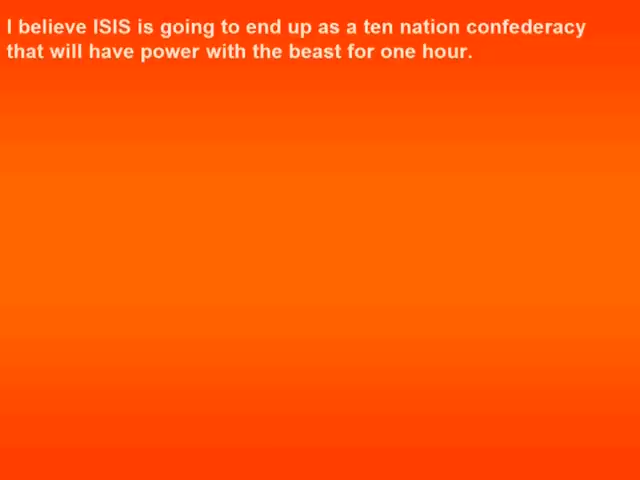 I believe ISIS is going to end up as a ten nation confederacy
that will have power with the beast for one hour.